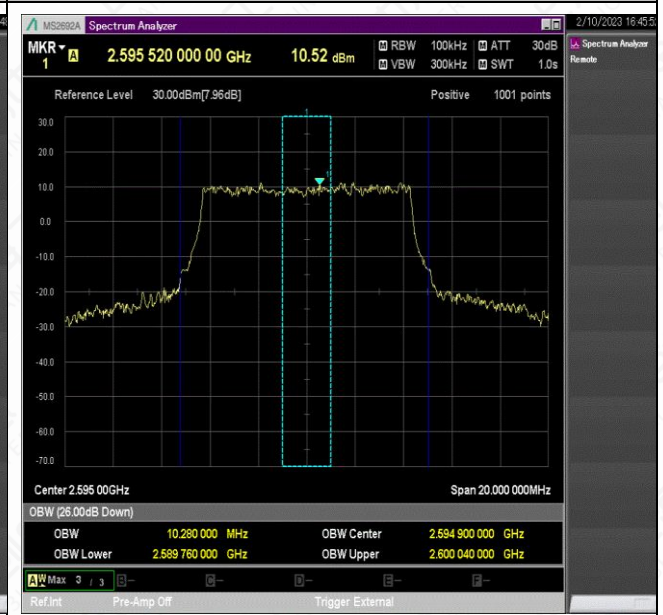 MS2692A Spectrum Analyzer
2/10/2023 16:45:5
MKR A 2.595 520 000 00 GHz 10.52 dBm RBW 100kHz ATT 30dB
1 VBW 300kHz SWT 1.0s
Spectrum Analyzer
Remote
Reference Level 30.00dBm[7.96dB] Positive 1001 points
1
30.0
20.0
10.0
1
0.0
-10.0
-20.0
-30.0
-40.0
-50.0
-60.0
-70.0
Center 2.595 00GHz Span 20.000 000MHz
OBW (26.00dB Down)
OBW 10.280 000 MHz OBW Center 2.594 900 000 GHz
OBW Lower 2.589 760 000 GHz OBW Upper 2.600 040 000 GHz
A W Max 3 / 3 B- C- D- E- F-
Ref.Int Pre-Amp Off Trigger External